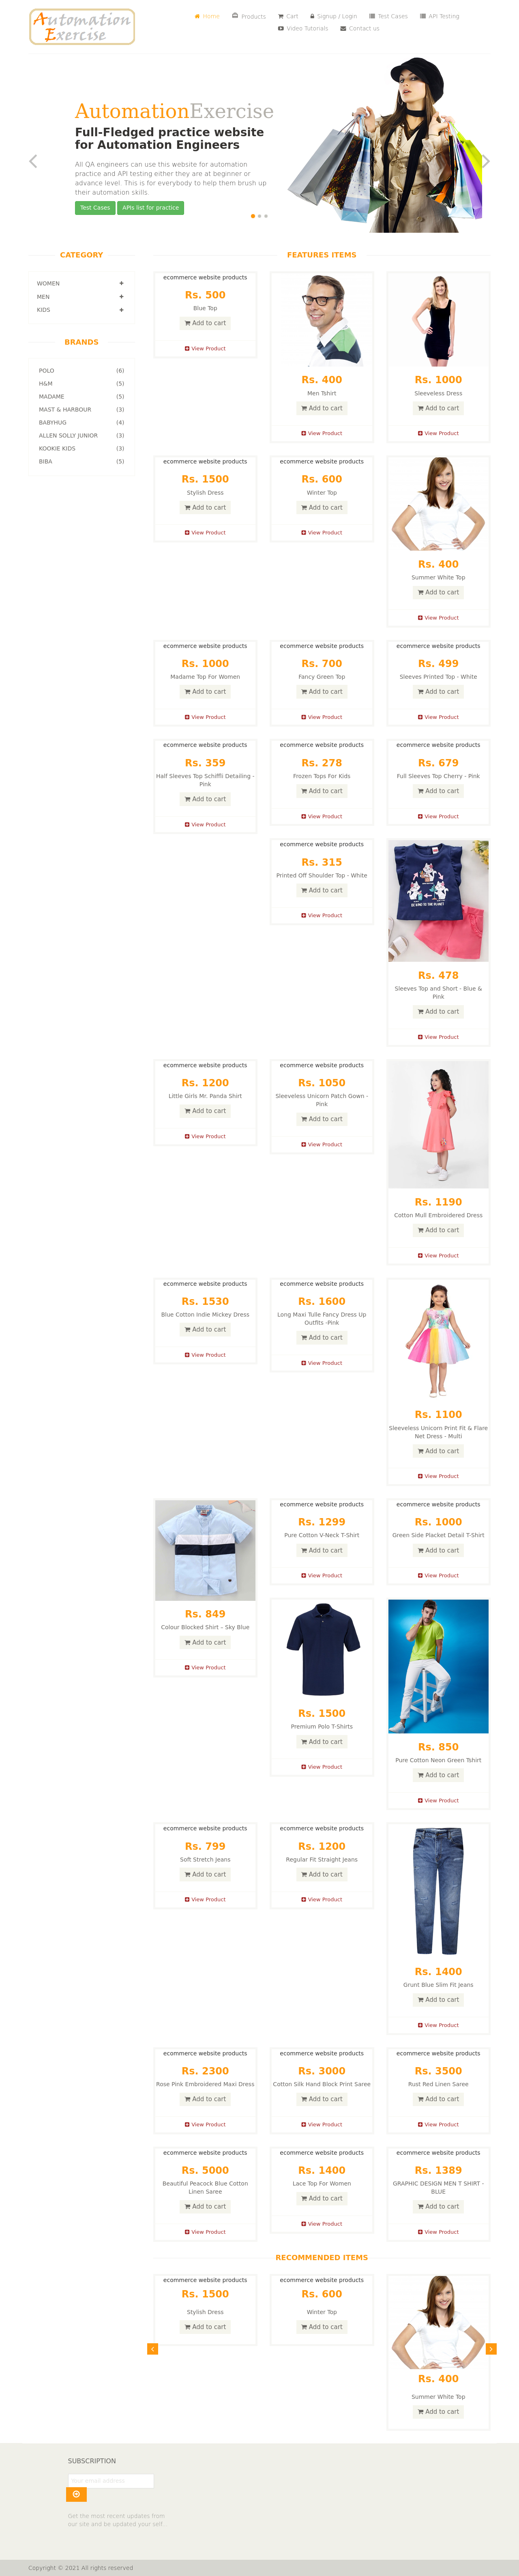 Automation
Exercise
Home
Products
Cart
Signup / Login
Test Cases
API Testing
Video Tutorials
Contact us
AutomationExercise
Full-Fledged practice website
for Automation Engineers
All QA engineers can use this website for automation
practice and API testing either they are at beginner or
advance level. This is for everybody to help them brush up
their automation skills.
Test Cases
APIs list for practice
CATEGORY
WOMEN
MEN
KIDS
BRANDS
POLO (6)
H&M (5)
MADAME (5)
MAST & HARBOUR (3)
BABYHUG (4)
ALLEN SOLLY JUNIOR (3)
KOOKIE KIDS (3)
BIBA (5)
FEATURES ITEMS
ecommerce website products
Rs. 500
Blue Top
Add to cart
View Product
Rs. 400
Men Tshirt
Add to cart
View Product
Rs. 1000
Sleeveless Dress
Add to cart
View Product
ecommerce website products
Rs. 1500
Stylish Dress
Add to cart
View Product
ecommerce website products
Rs. 600
Winter Top
Add to cart
View Product
Rs. 400
Summer White Top
Add to cart
View Product
ecommerce website products
Rs. 1000
Madame Top For Women
Add to cart
View Product
ecommerce website products
Rs. 700
Fancy Green Top
Add to cart
View Product
ecommerce website products
Rs. 499
Sleeves Printed Top - White
Add to cart
View Product
ecommerce website products
Rs. 359
Half Sleeves Top Schiffli Detailing -
Pink
Add to cart
View Product
ecommerce website products
Rs. 278
Frozen Tops For Kids
Add to cart
View Product
ecommerce website products
Rs. 679
Full Sleeves Top Cherry - Pink
Add to cart
View Product
ecommerce website products
Rs. 315
Printed Off Shoulder Top - White
Add to cart
View Product
Rs. 478
Sleeves Top and Short - Blue &
Pink
Add to cart
View Product
ecommerce website products
Rs. 1200
Little Girls Mr. Panda Shirt
Add to cart
View Product
ecommerce website products
Rs. 1050
Sleeveless Unicorn Patch Gown -
Pink
Add to cart
View Product
Rs. 1190
Cotton Mull Embroidered Dress
Add to cart
View Product
ecommerce website products
Rs. 1530
Blue Cotton Indie Mickey Dress
Add to cart
View Product
ecommerce website products
Rs. 1600
Long Maxi Tulle Fancy Dress Up
Outfits -Pink
Add to cart
View Product
Rs. 1100
Sleeveless Unicorn Print Fit & Flare
Net Dress - Multi
Add to cart
View Product
Rs. 849
Colour Blocked Shirt – Sky Blue
Add to cart
View Product
ecommerce website products
Rs. 1299
Pure Cotton V-Neck T-Shirt
Add to cart
View Product
ecommerce website products
Rs. 1000
Green Side Placket Detail T-Shirt
Add to cart
View Product
Rs. 1500
Premium Polo T-Shirts
Add to cart
View Product
Rs. 850
Pure Cotton Neon Green Tshirt
Add to cart
View Product
ecommerce website products
Rs. 799
Soft Stretch Jeans
Add to cart
View Product
ecommerce website products
Rs. 1200
Regular Fit Straight Jeans
Add to cart
View Product
Rs. 1400
Grunt Blue Slim Fit Jeans
Add to cart
View Product
ecommerce website products
Rs. 2300
Rose Pink Embroidered Maxi Dress
Add to cart
View Product
ecommerce website products
Rs. 3000
Cotton Silk Hand Block Print Saree
Add to cart
View Product
ecommerce website products
Rs. 3500
Rust Red Linen Saree
Add to cart
View Product
ecommerce website products
Rs. 5000
Beautiful Peacock Blue Cotton
Linen Saree
Add to cart
View Product
ecommerce website products
Rs. 1400
Lace Top For Women
Add to cart
View Product
ecommerce website products
Rs. 1389
GRAPHIC DESIGN MEN T SHIRT -
BLUE
Add to cart
View Product
RECOMMENDED ITEMS
ecommerce website products
Rs. 1500
Stylish Dress
Add to cart
ecommerce website products
Rs. 600
Winter Top
Add to cart
Rs. 400
Summer White Top
Add to cart
SUBSCRIPTION
Your email address
Get the most recent updates from
our site and be updated your self...
Copyright © 2021 All rights reserved